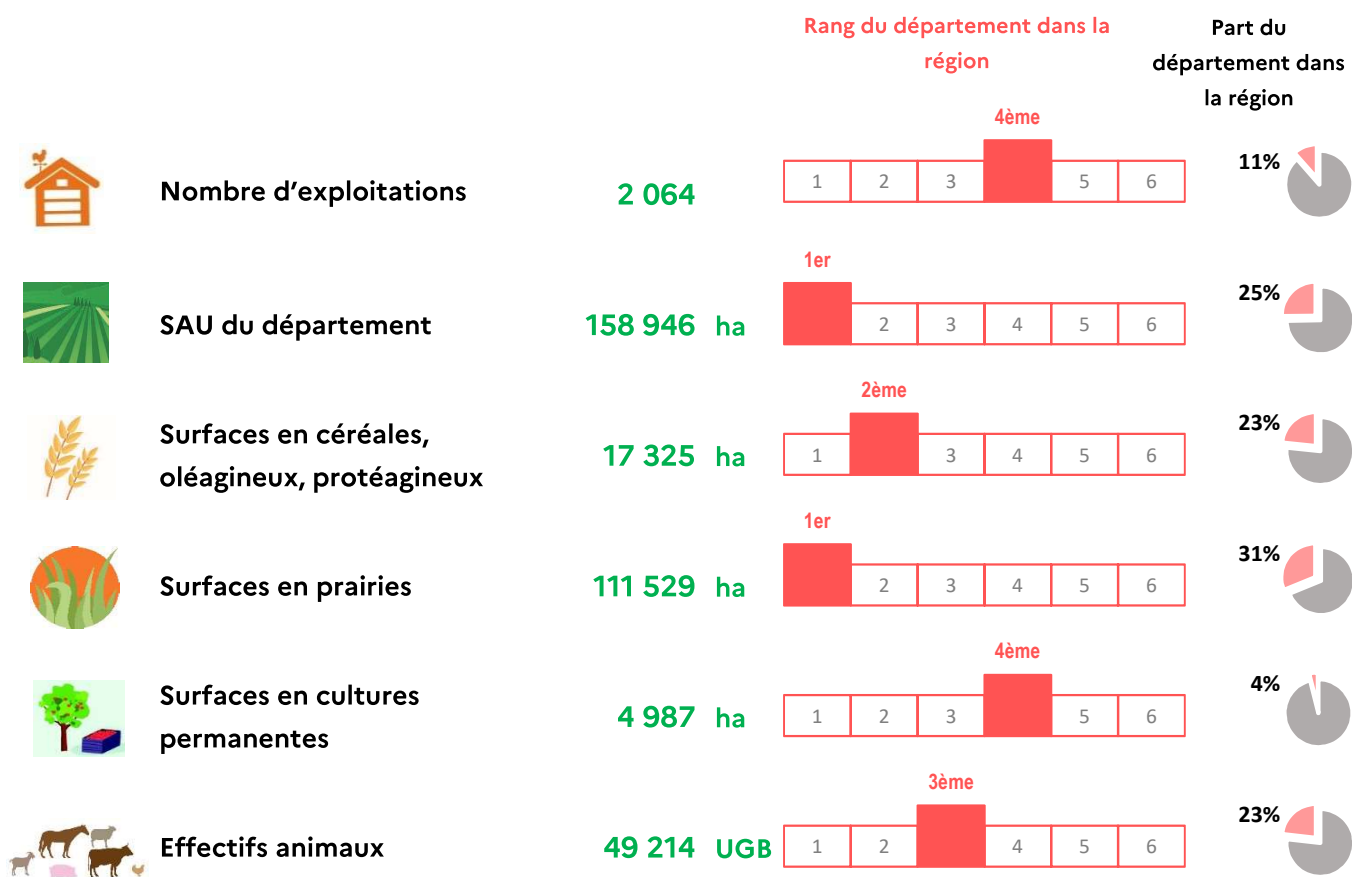 Rang du département dans la
région
Part du
département dans
la région
4ème
Nombre d’exploitations
2 064
1 2 3 5 6
11%
1er
SAU du département
158 946 ha
2 3 4 5 6
25%
2ème
Surfaces en céréales,
oléagineux, protéagineux
17 325 ha
1 3 4 5 6
23%
1er
Surfaces en prairies
111 529 ha
2 3 4 5 6
31%
4ème
Surfaces en cultures
permanentes
4 987 ha
1 2 3 5 6
4%
3ème
Effectifs animaux
49 214 UGB
1 2 4 5 6
23%